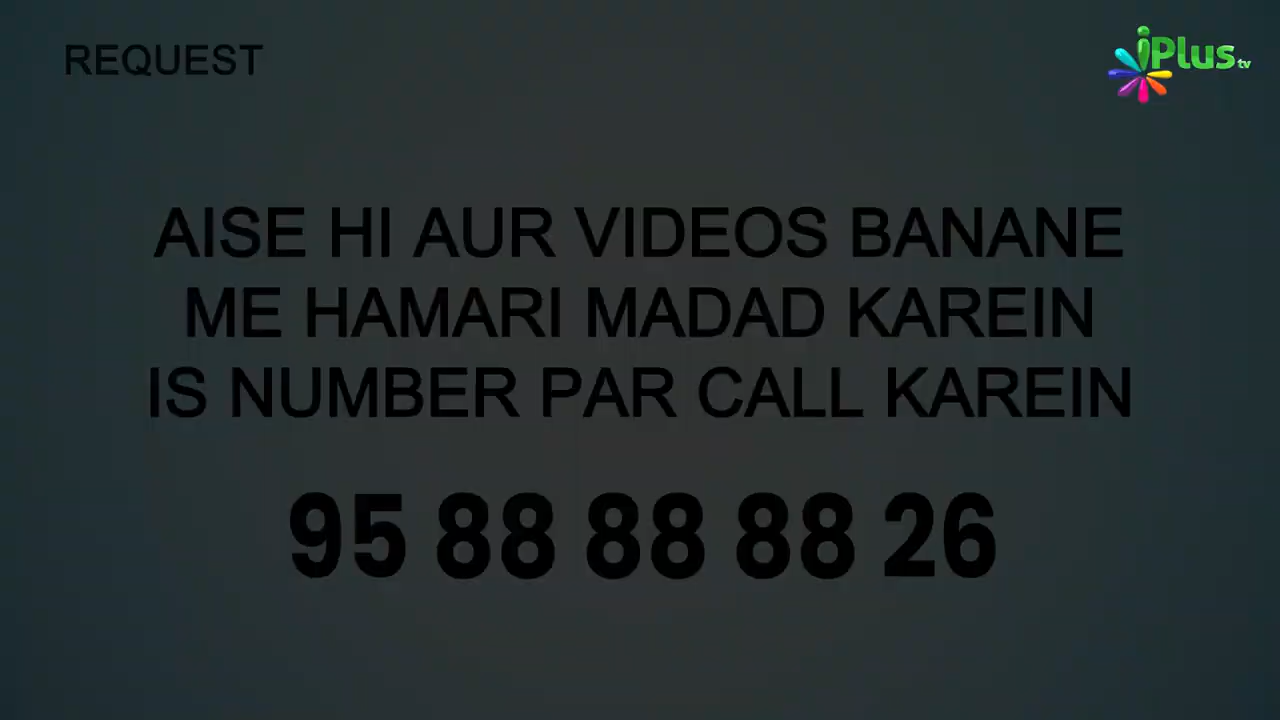 REQUEST
iPlus tv
AISE HI AUR VIDEOS BANANE
ME HAMARI MADAD KAREIN
IS NUMBER PAR CALL KAREIN
95 88 88 88 26